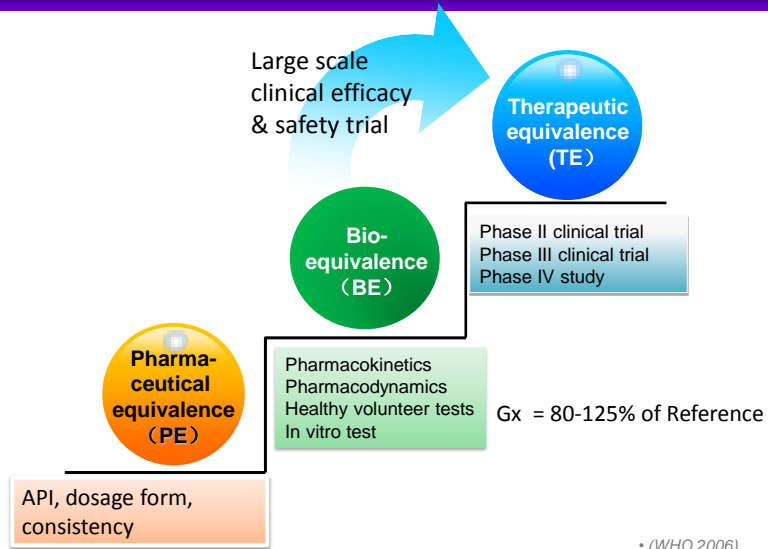 Large scale
clinical efficacy
& safety trial
Therapeutic
equivalence
(TE）
Phase II clinical trial
Phase III clinical trial
Phase IV study
Bio-
equivalence
（BE）
Pharmacokinetics
Pharmacodynamics
Healthy volunteer tests
In vitro test
Gx = 80-125% of Reference
Pharma-
ceutical
equivalence
（PE）
API, dosage form,
consistency
• (WHO 2006)